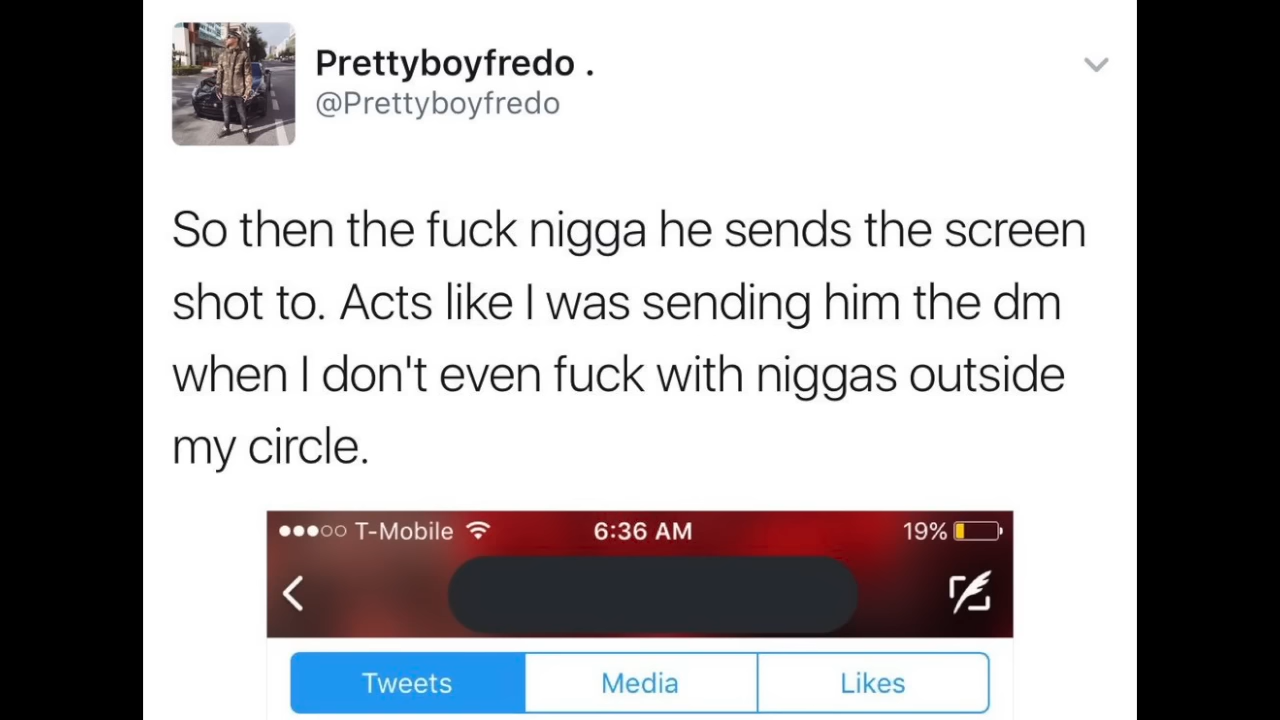 Prettyboyfredo .
@Prettyboyfredo
So then the fuck nigga he sends the screen
shot to. Acts like I was sending him the dm
when I don't even fuck with niggas outside
my circle.
T-Mobile 6:36 AM 19%
Tweets Media Likes